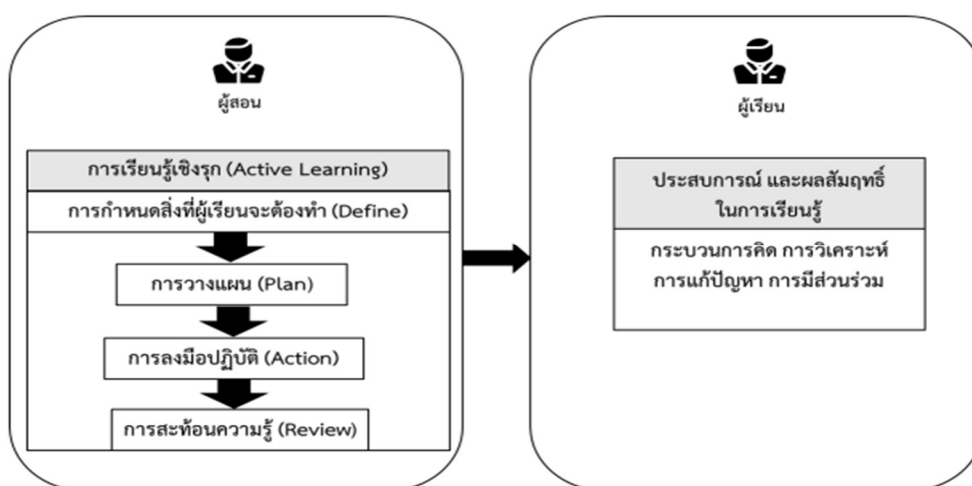 ผู้สอน
การเรียนรู้เชิงรุก (Active Learning)
การกำหนดสิ่งที่ผู้เรียนจะต้องทำ (Define)
การวางแผน (Plan)
การลงมือปฏิบัติ (Action)
การสะท้อนความรู้ (Review)
ผู้เรียน
ประสบการณ์ และผลสัมฤทธิ์
ในการเรียนรู้
กระบวนการคิด การวิเคราะห์
การแก้ปัญหา การมีส่วนร่วม